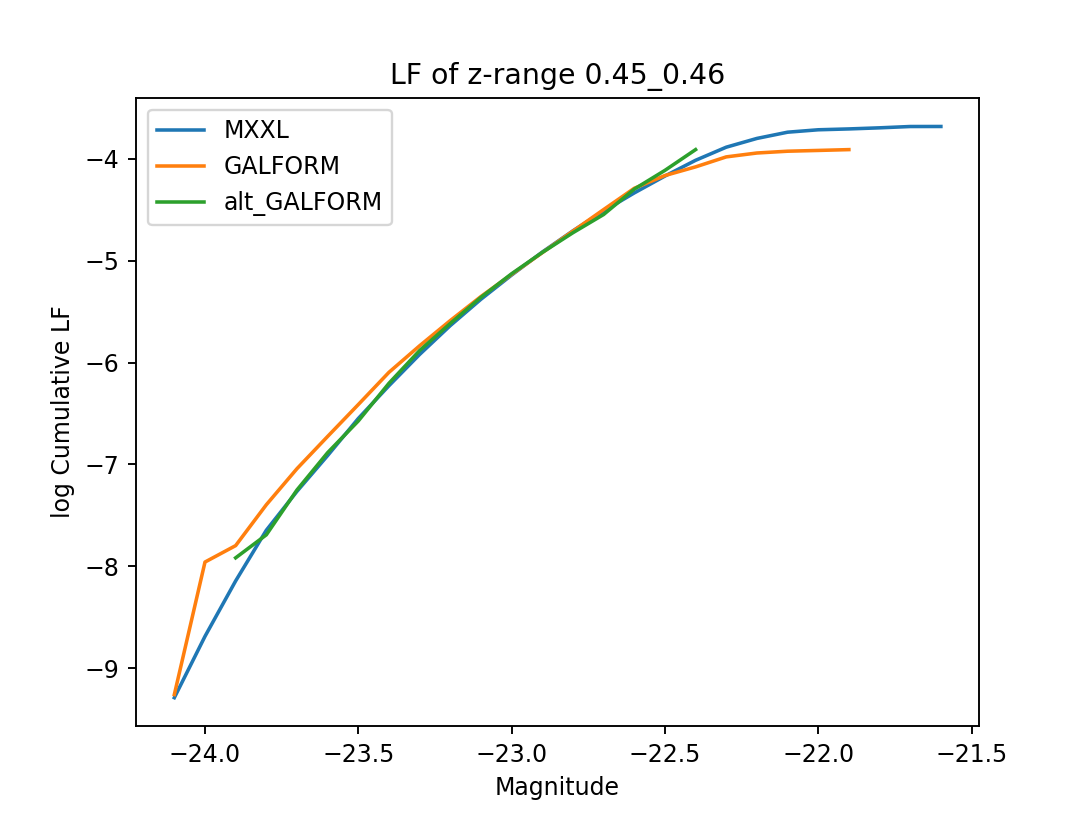 LF of z-range 0.45_0.46
MXXL
GALFORM
alt_GALFORM
log Cumulative LF
−4
−5
−6
−7
−8
−9
−24.0
−23.5
−23.0
−22.5
−22.0
−21.5
Magnitude